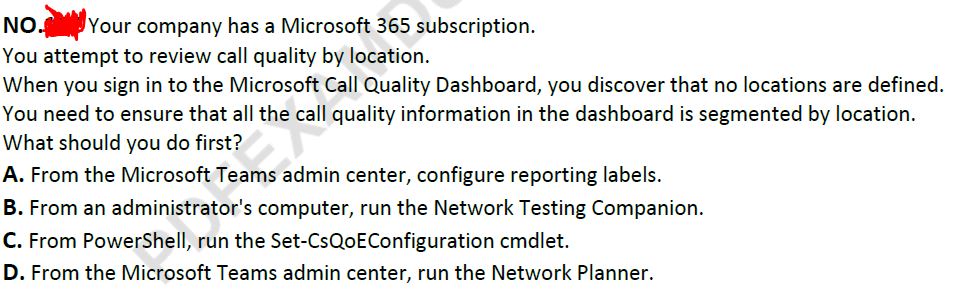 NO. Your company has a Microsoft 365 subscription.
You attempt to review call quality by location.
When you sign in to the Microsoft Call Quality Dashboard, you discover that no locations are defined.
You need to ensure that all the call quality information in the dashboard is segmented by location.
What should you do first?
A. From the Microsoft Teams admin center, configure reporting labels.
B. From an administrator's computer, run the Network Testing Companion.
C. From PowerShell, run the Set-CsQoEConfiguration cmdlet.
D. From the Microsoft Teams admin center, run the Network Planner.